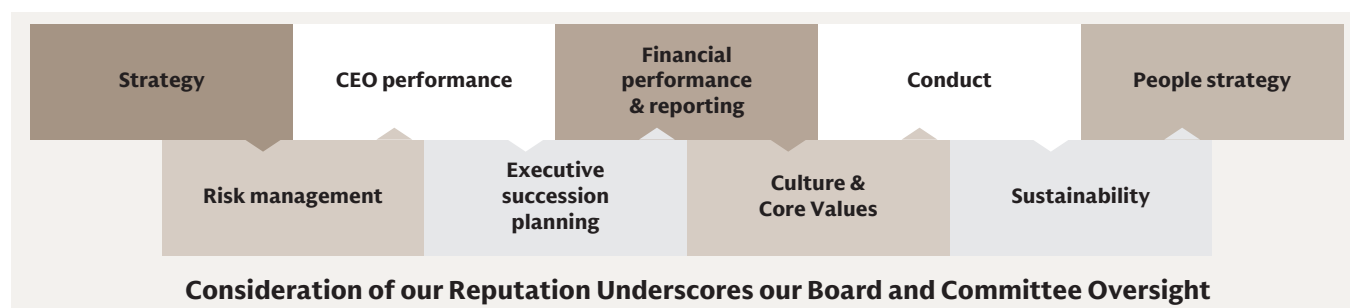 Strategy
CEO performance
Financial
performance
& reporting
Conduct
People strategy
Risk management
Executive
succession
planning
Culture &
Core Values
Sustainability
Consideration of our Reputation Underscores our Board and Committee Oversight